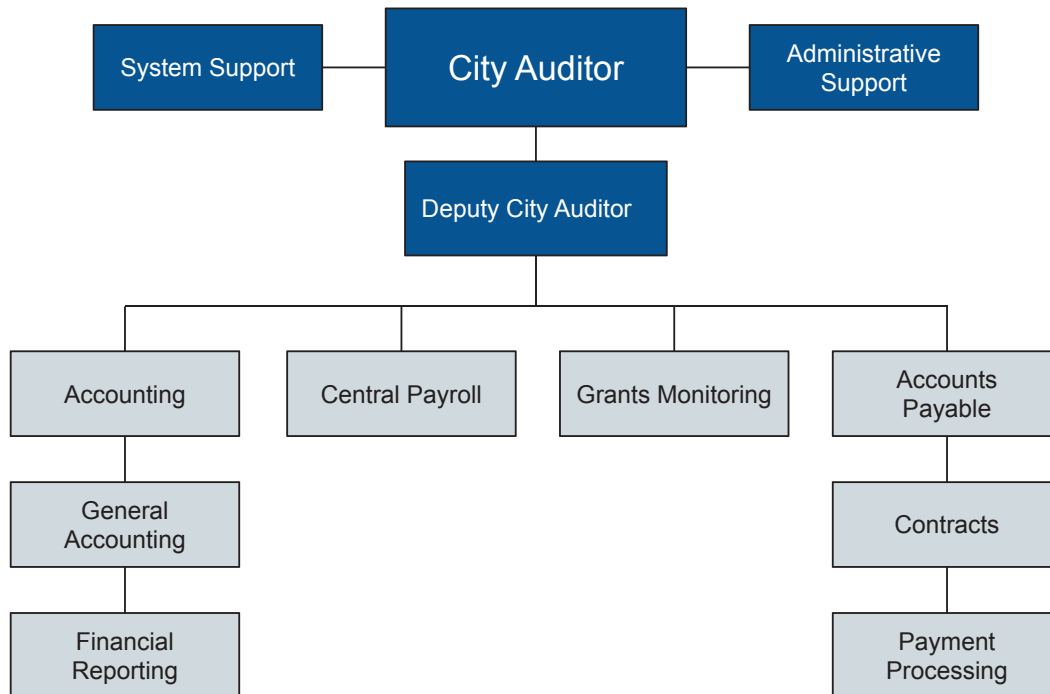 System Support
City Auditor
Administrative
Support
Deputy City Auditor
Accounting
Central Payroll
Grants Monitoring
Accounts
Payable
General
Accounting
Contracts
Financial
Reporting
Payment
Processing